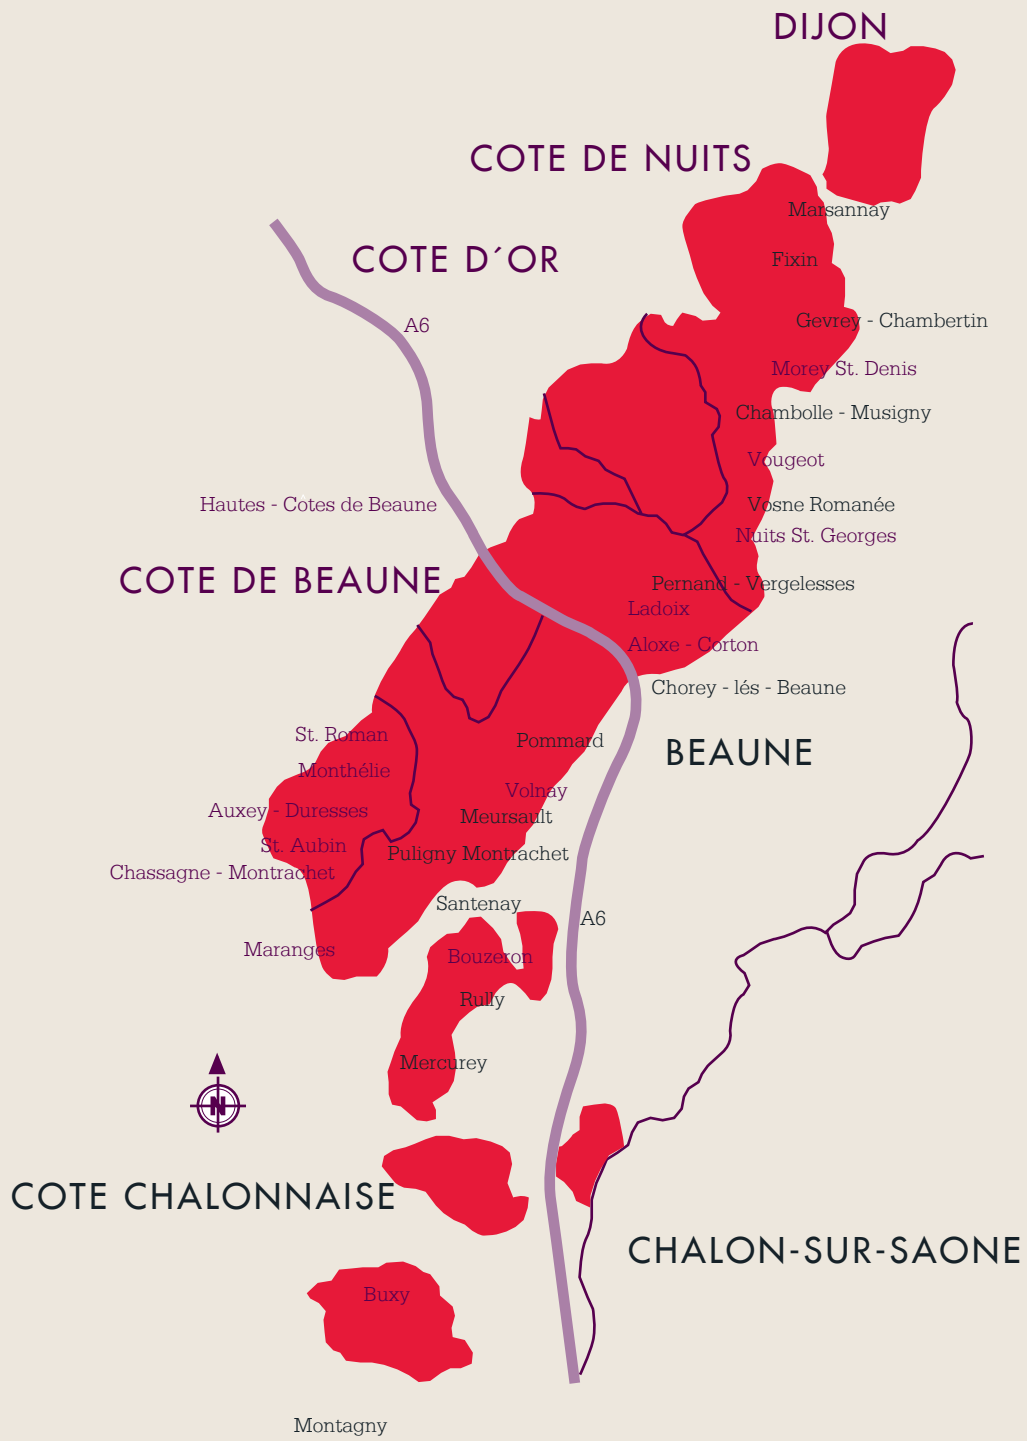 DIJON
COTE DE NUITS
Marsannay
COTE D´OR
Fixin
A6
Gevrey - Chambertin
Morey St. Denis
Chambolle - Musigny
Vougeot
Hautes - Côtes de Beaune
Vosne Romanée
Nuits St. Georges
COTE DE BEAUNE
Pernand - Vergelesses
Ladoix
Aloxe - Corton
Chorey - lés - Beaune
St. Roman
Pommard
BEAUNE
Monthélie
Volnay
Auxey - Duresses
Meursault
St. Aubin
Puligny Montrachet
Chassagne - Montrachet
Santenay
A6
Maranges
Bouzeron
Rully
Mercurey
N
COTE CHALONNAISE
CHALON-SUR-SAONE
Buxy
Montagny